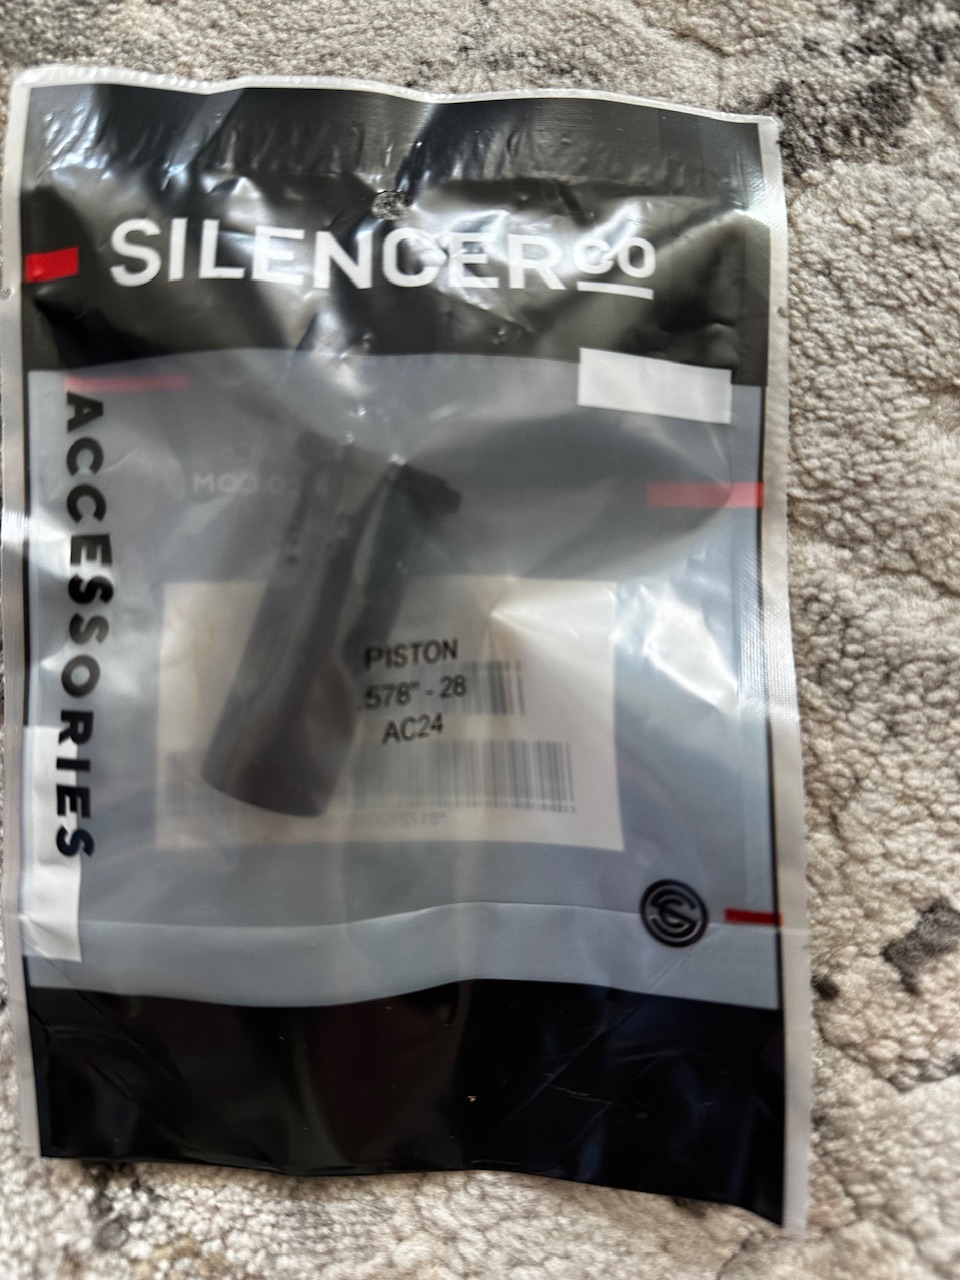 SILENCERCO
ACCESSORIES
PISTON
.578" - 28
AC24